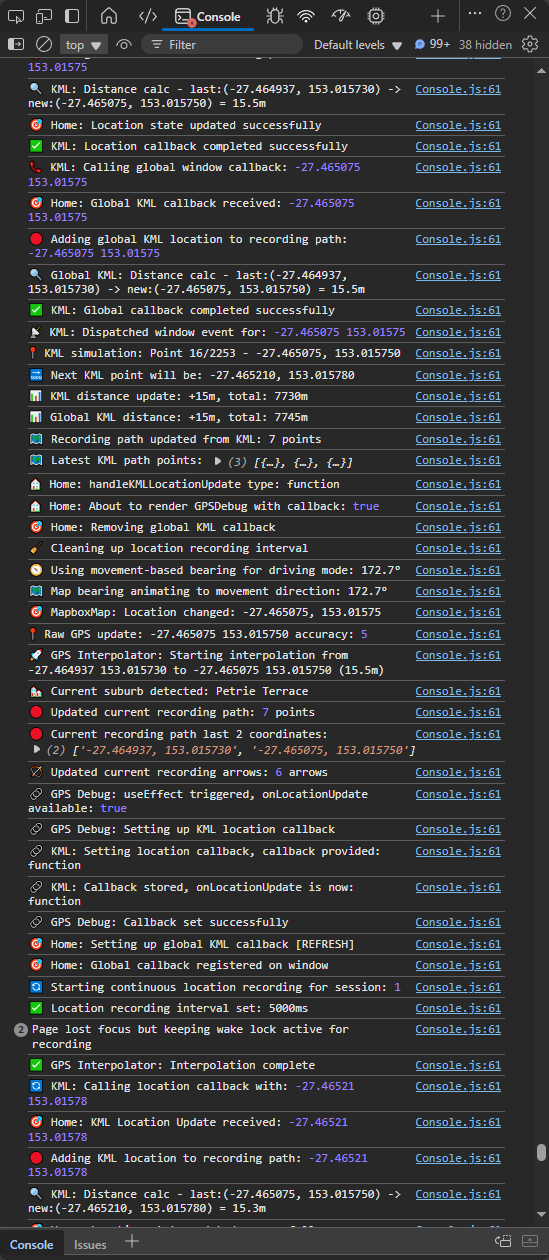 Console
top
Filter
Default levels
99+
38 hidden
153.01575
KML: Distance calc - last:(-27.464937, 153.015730) -> Console.js:61
new:(-27.465075, 153.015750) = 15.5m
Home: Location state updated successfully Console.js:61
KML: Location callback completed successfully Console.js:61
KML: Calling global window callback: -27.465075 Console.js:61
153.01575
Home: Global KML callback received: -27.465075 Console.js:61
153.01575
Adding global KML location to recording path: Console.js:61
-27.465075 153.01575
Global KML: Distance calc - last:(-27.464937, Console.js:61
153.015730) -> new:(-27.465075, 153.015750) = 15.5m
KML: Global callback completed successfully Console.js:61
KML: Dispatched window event for: -27.465075 153.01575 Console.js:61
KML simulation: Point 16/2253 - -27.465075, 153.015750 Console.js:61
SOON Next KML point will be: -27.465210, 153.015780 Console.js:61
KML distance update: +15m, total: 7730m Console.js:61
Global KML distance: +15m, total: 7745m Console.js:61
Recording path updated from KML: 7 points Console.js:61
Latest KML path points: (3) [{…}, {…}, {…}] Console.js:61
Home: handleKMLLocationUpdate type: function Console.js:61
Home: About to render GPSDebug with callback: true Console.js:61
Home: Removing global KML callback Console.js:61
Cleaning up location recording interval Console.js:61
Using movement-based bearing for driving mode: 172.7° Console.js:61
Map bearing animating to movement direction: 172.7° Console.js:61
MapboxMap: Location changed: -27.465075, 153.01575 Console.js:61
Raw GPS update: -27.465075 153.015750 accuracy: 5 Console.js:61
GPS Interpolator: Starting interpolation from Console.js:61
-27.464937 153.015730 to -27.465075 153.015750 (15.5m)
Current suburb detected: Petrie Terrace Console.js:61
Updated current recording path: 7 points Console.js:61
Current recording path last 2 coordinates: Console.js:61
(2) ['-27.464937, 153.015730', '-27.465075, 153.015750']
Updated current recording arrows: 6 arrows Console.js:61
GPS Debug: useEffect triggered, onLocationUpdate Console.js:61
available: true
GPS Debug: Setting up KML location callback Console.js:61
KML: Setting location callback, callback provided: Console.js:61
function
KML: Callback stored, onLocationUpdate is now: Console.js:61
function
GPS Debug: Callback set successfully Console.js:61
Home: Setting up global KML callback [REFRESH] Console.js:61
Home: Global callback registered on window Console.js:61
Starting continuous location recording for session: 1 Console.js:61
Location recording interval set: 5000ms Console.js:61
2 Page lost focus but keeping wake lock active for Console.js:61
recording
GPS Interpolator: Interpolation complete Console.js:61
KML: Calling location callback with: -27.46521 Console.js:61
153.01578
Home: KML Location Update received: -27.46521 Console.js:61
153.01578
Adding KML location to recording path: -27.46521 Console.js:61
153.01578
KML: Distance calc - last:(-27.465075, 153.015750) -> Console.js:61
new:(-27.465210, 153.015780) = 15.3m
Console
Issues